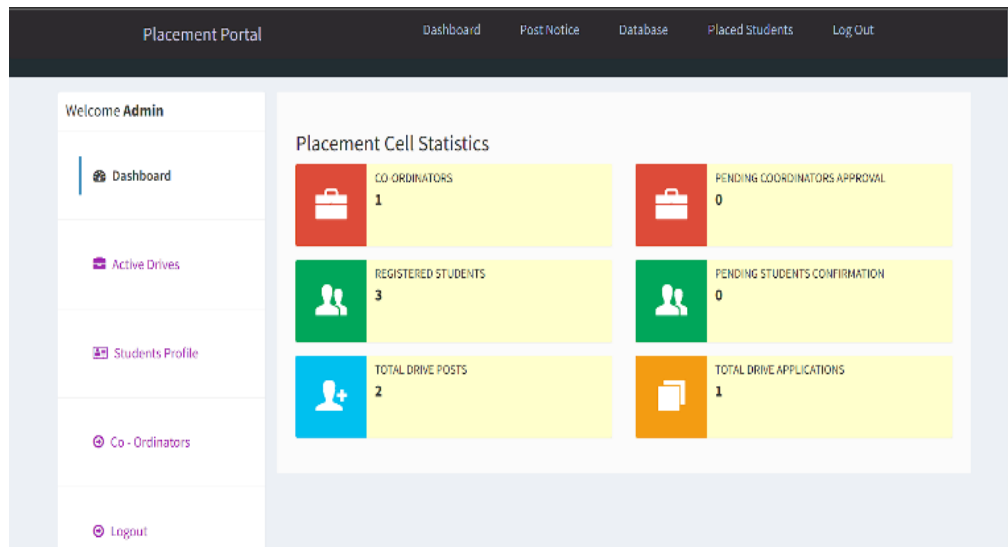 Placement Portal Dashboard Post Notice Database Placed Students Log Out
Welcome Admin
Dashboard
Active Drives
Students Profile
Co - Ordinators
Logout
Placement Cell Statistics
CO-ORDINATORS
1
PENDING COORDINATORS APPROVAL
0
REGISTERED STUDENTS
3
PENDING STUDENTS CONFIRMATION
0
TOTAL DRIVE POSTS
2
TOTAL DRIVE APPLICATIONS
1